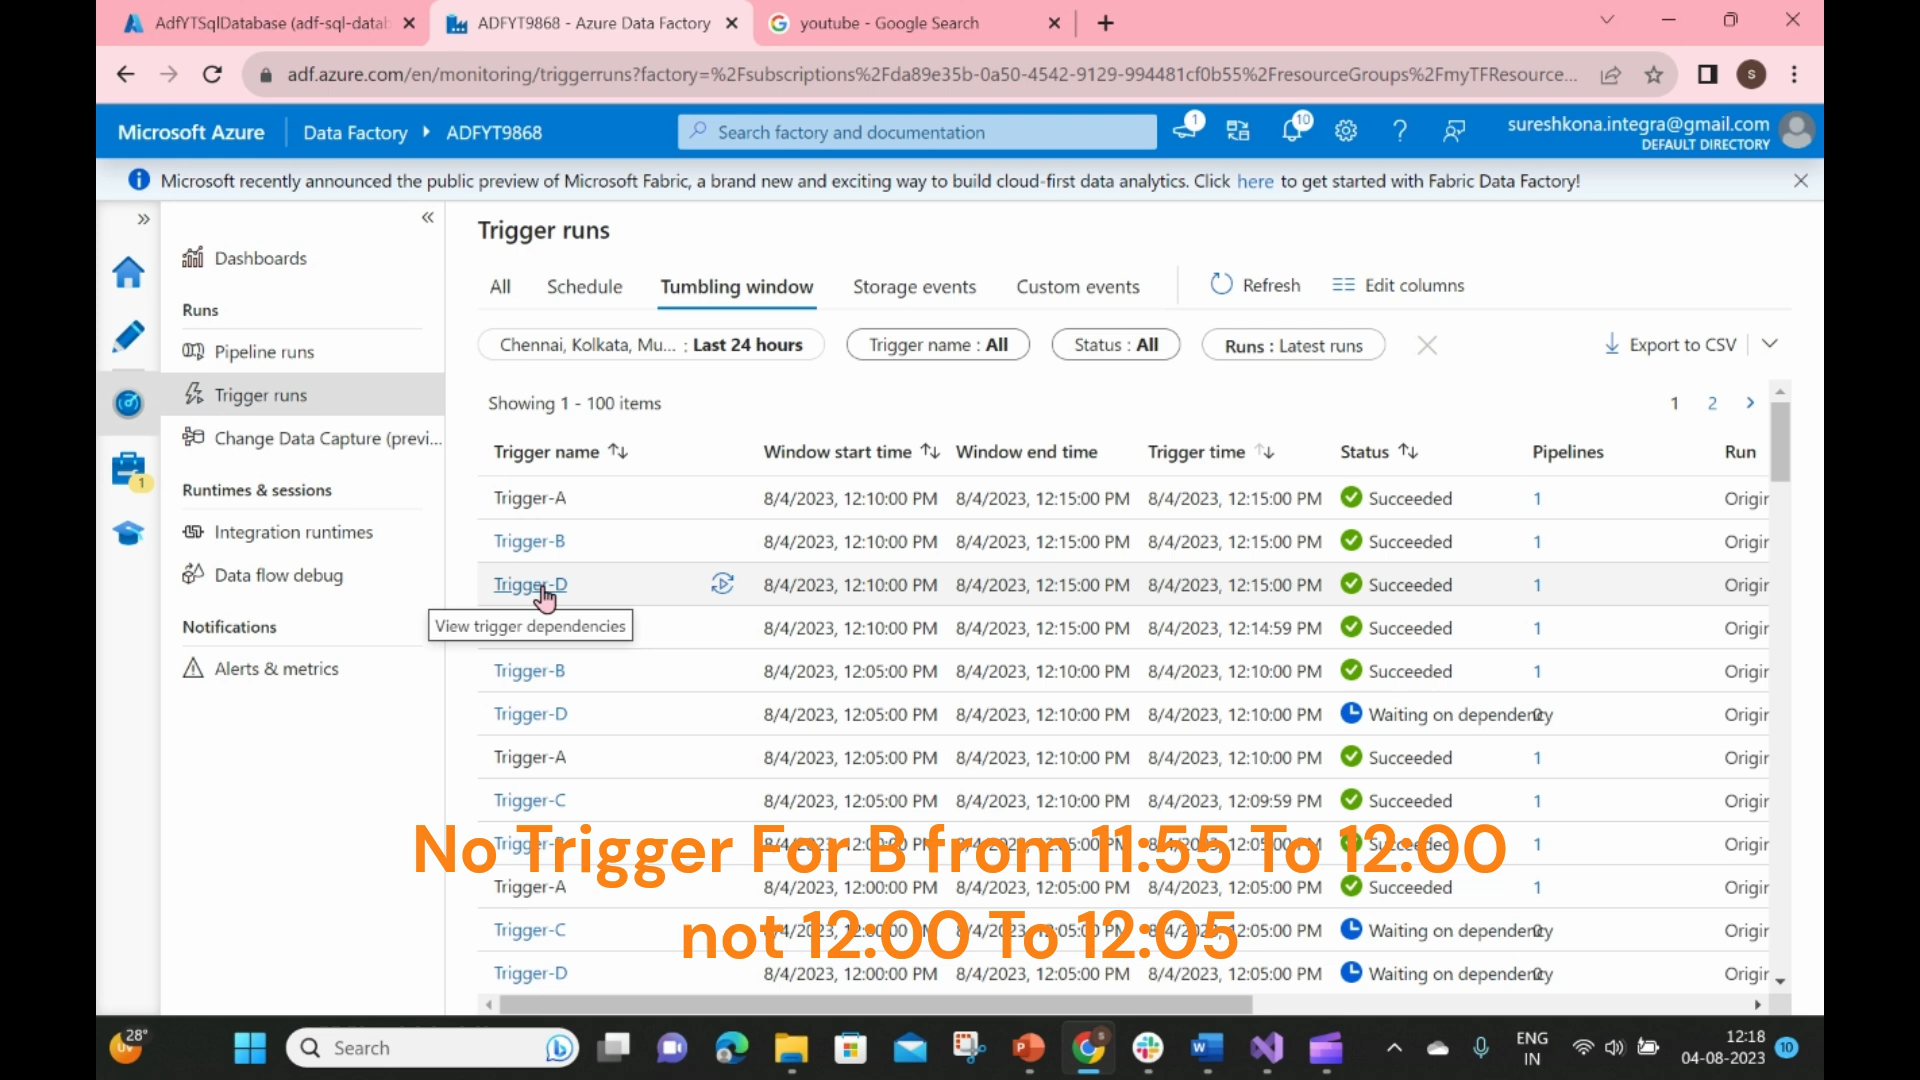 AdfYTSqlDatabase (adf-sql-datab
ADFYT9868 - Azure Data Factory
youtube - Google Search
adf.azure.com/en/monitoring/triggerruns?factory=%2Fsubscriptions%2Fda89e35b-0a50-4542-9129-994481cf0b55%2FresourceGroups%2FmyTFResource...
S
Microsoft Azure
Data Factory
ADFYT9868
Search factory and documentation
1
10
sureshkona.integra@gmail.com
DEFAULT DIRECTORY
Microsoft recently announced the public preview of Microsoft Fabric, a brand new and exciting way to build cloud-first data analytics. Click here to get started with Fabric Data Factory!
Dashboards
Runs
Pipeline runs
Trigger runs
Change Data Capture (previ...
Runtimes & sessions
1
Integration runtimes
Data flow debug
Notifications
Alerts & metrics
Trigger runs
All Schedule Tumbling window Storage events Custom events Refresh Edit columns
Chennai, Kolkata, Mu... : Last 24 hours Trigger name : All Status : All Runs : Latest runs Export to CSV
Showing 1 - 100 items 1 2
Trigger name Window start time Window end time Trigger time Status Pipelines Run
Trigger-A 8/4/2023, 12:10:00 PM 8/4/2023, 12:15:00 PM 8/4/2023, 12:15:00 PM Succeeded 1 Origin
Trigger-B 8/4/2023, 12:10:00 PM 8/4/2023, 12:15:00 PM 8/4/2023, 12:15:00 PM Succeeded 1 Origin
Trigger-D 8/4/2023, 12:10:00 PM 8/4/2023, 12:15:00 PM 8/4/2023, 12:15:00 PM Succeeded 1 Origin
View trigger dependencies
8/4/2023, 12:10:00 PM 8/4/2023, 12:15:00 PM 8/4/2023, 12:14:59 PM Succeeded 1 Origin
Trigger-B 8/4/2023, 12:05:00 PM 8/4/2023, 12:10:00 PM 8/4/2023, 12:10:00 PM Succeeded 1 Origin
Trigger-D 8/4/2023, 12:05:00 PM 8/4/2023, 12:10:00 PM 8/4/2023, 12:10:00 PM Waiting on dependency Origin
Trigger-A 8/4/2023, 12:05:00 PM 8/4/2023, 12:10:00 PM 8/4/2023, 12:10:00 PM Succeeded 1 Origin
Trigger-C 8/4/2023, 12:05:00 PM 8/4/2023, 12:10:00 PM 8/4/2023, 12:09:59 PM Succeeded 1 Origin
Succeeded 1 Origin
Trigger-A 8/4/2023, 12:00:00 PM 8/4/2023, 12:05:00 PM 8/4/2023, 12:05:00 PM Succeeded 1 Origin
Trigger-C Waiting on dependency Origin
Trigger-D 8/4/2023, 12:00:00 PM 8/4/2023, 12:05:00 PM 8/4/2023, 12:05:00 PM Waiting on dependency Origin
No Trigger For B from 11:55 To 12:00
not 12:00 To 12:05
28°
UV
Search
ENG
IN
12:18
04-08-2023
10